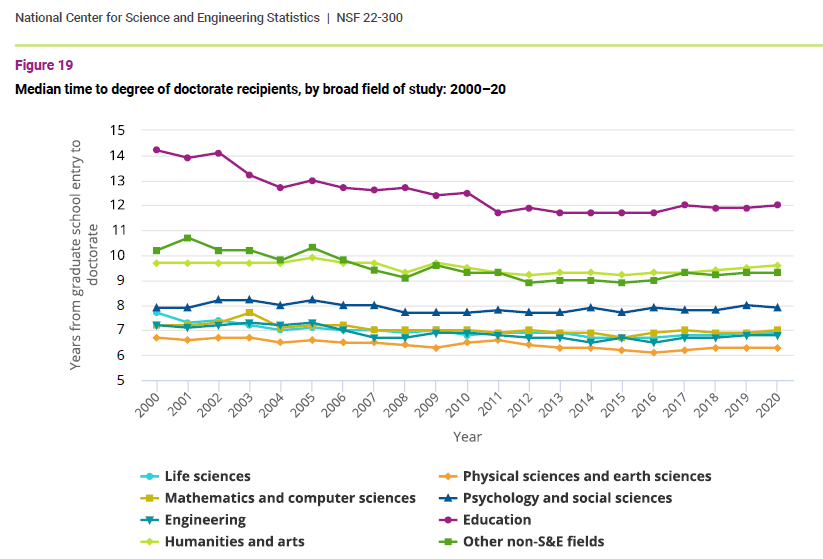 National Center for Science and Engineering Statistics | NSF 22-300
Figure 19
Median time to degree of doctorate recipients, by broad field of study: 2000–20
Years from graduate school entry to
doctorate
15
14
13
12
11
10
9
8
7
6
5
2000 2001 2002 2003 2004 2005 2006 2007 2008 2009 2010 2011 2012 2013 2014 2015 2016 2017 2018 2019 2020
Year
Life sciences Physical sciences and earth sciences
Mathematics and computer sciences Psychology and social sciences
Engineering Education
Humanities and arts Other non-S&E fields